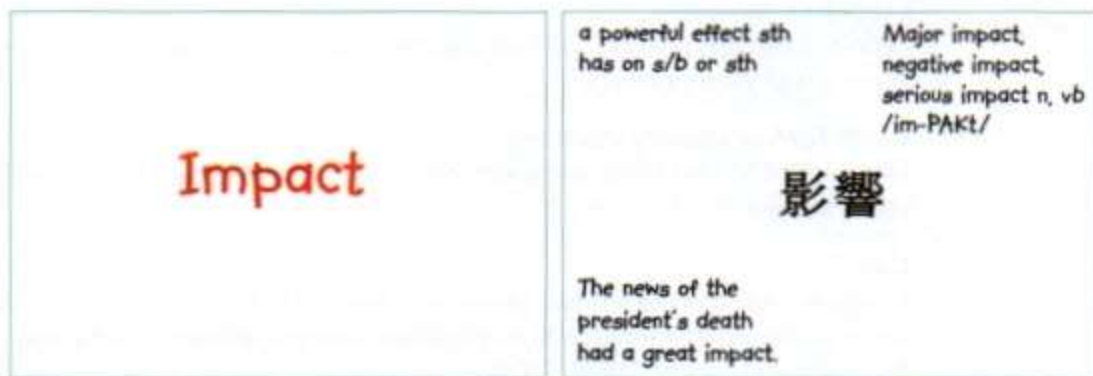 Impact
a powerful effect sth
has on s/b or sth
Major impact,
negative impact,
serious impact n, vb
/im-PAKt/
影響
The news of the
president's death
had a great impact.